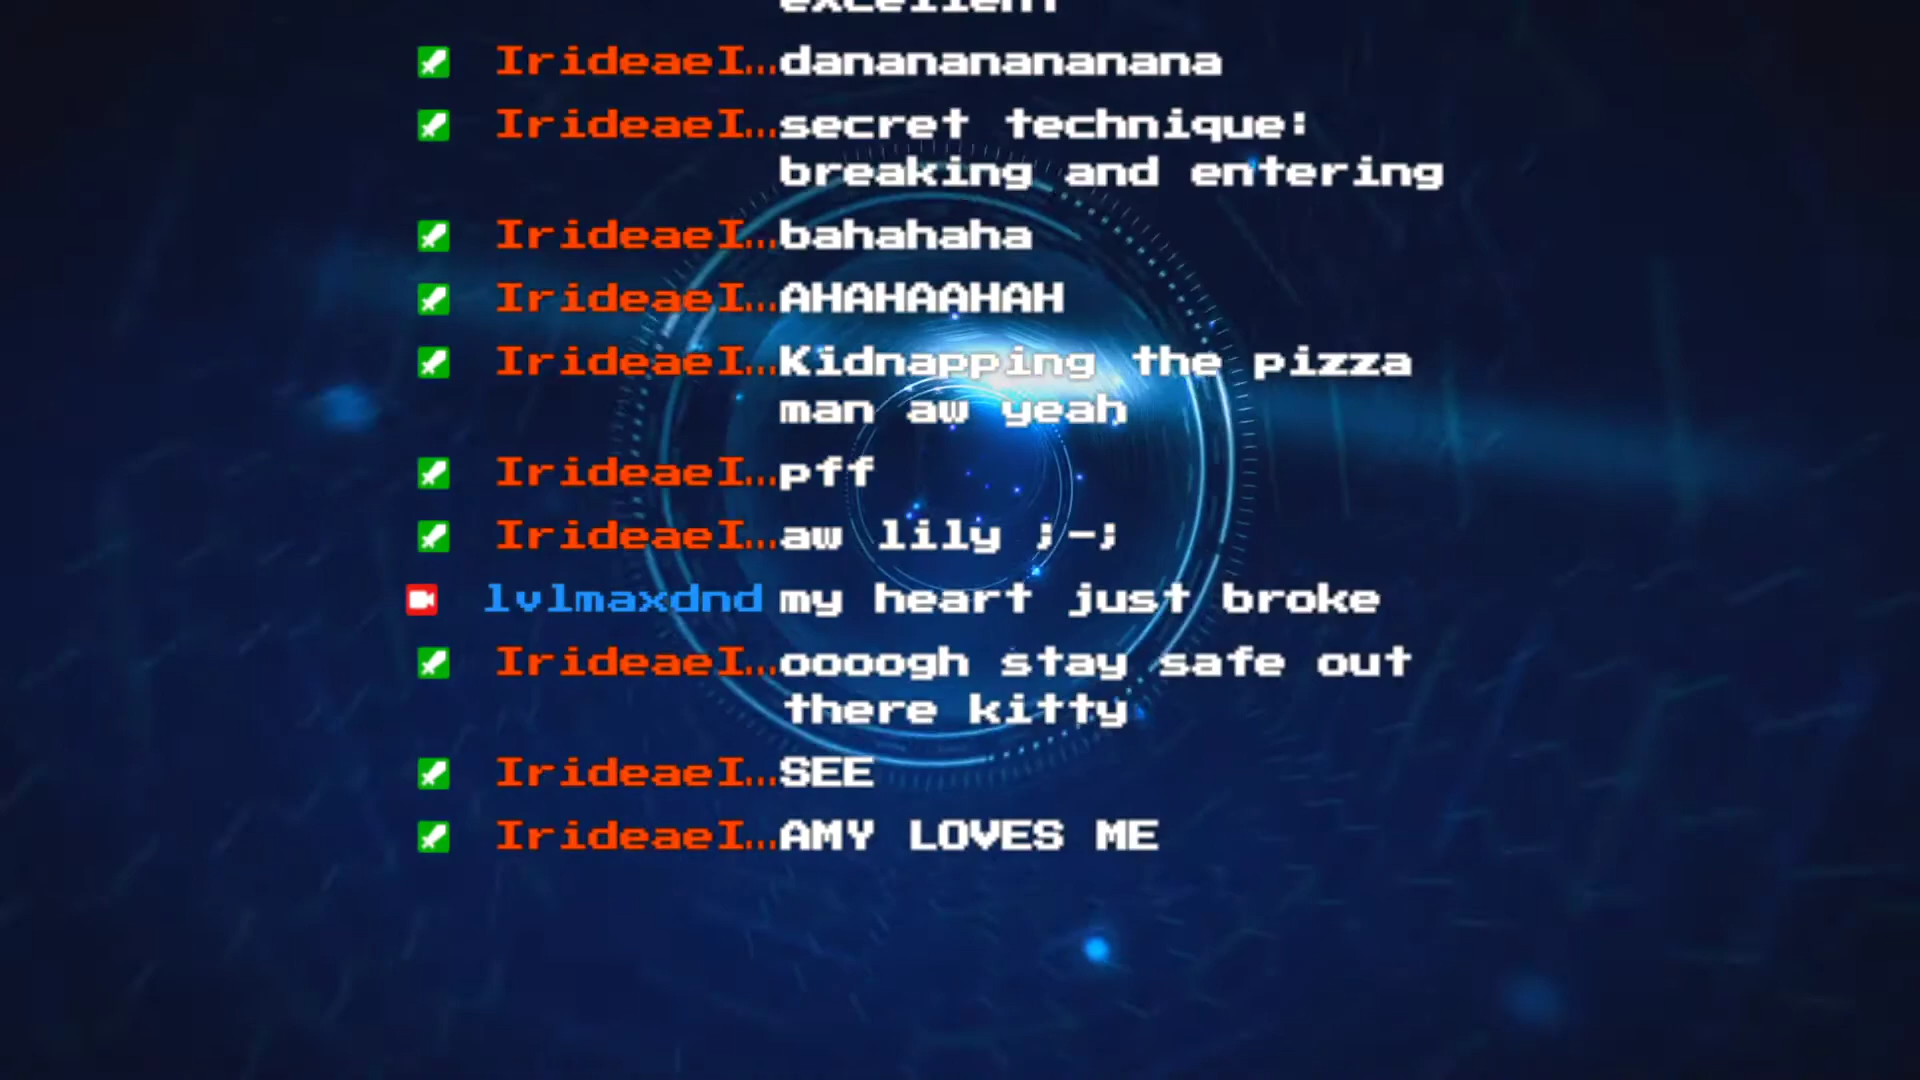 excellent
IrideaeI...danananananana
IrideaeI...secret technique:
breaking and entering
IrideaeI...bahahaha
IrideaeI...AHAHAAHAH
IrideaeI...Kidnapping the pizza
man aw yeah
IrideaeI...pff
IrideaeI...aw lily ;-;
lvlmaxdnd my heart just broke
IrideaeI...oooogh stay safe out
there kitty
IrideaeI...SEE
IrideaeI...AMY LOVES ME